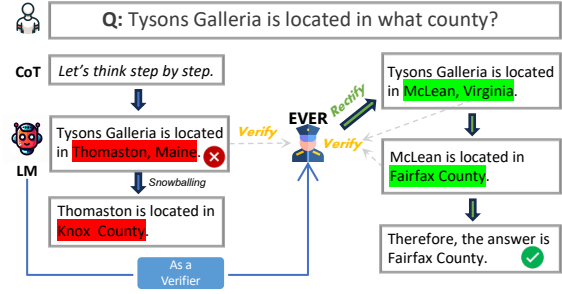 Q: Tysons Galleria is located in what county?
CoT
Let's think step by step.
LM
Tysons Galleria is located
in Thomaston, Maine.
Snowballing
Thomaston is located in
Knox County.
As a
Verifier
Verify
EVER
Verify
Rectify
Tysons Galleria is located
in McLean, Virginia.
McLean is located in
Fairfax County.
Therefore, the answer is
Fairfax County.